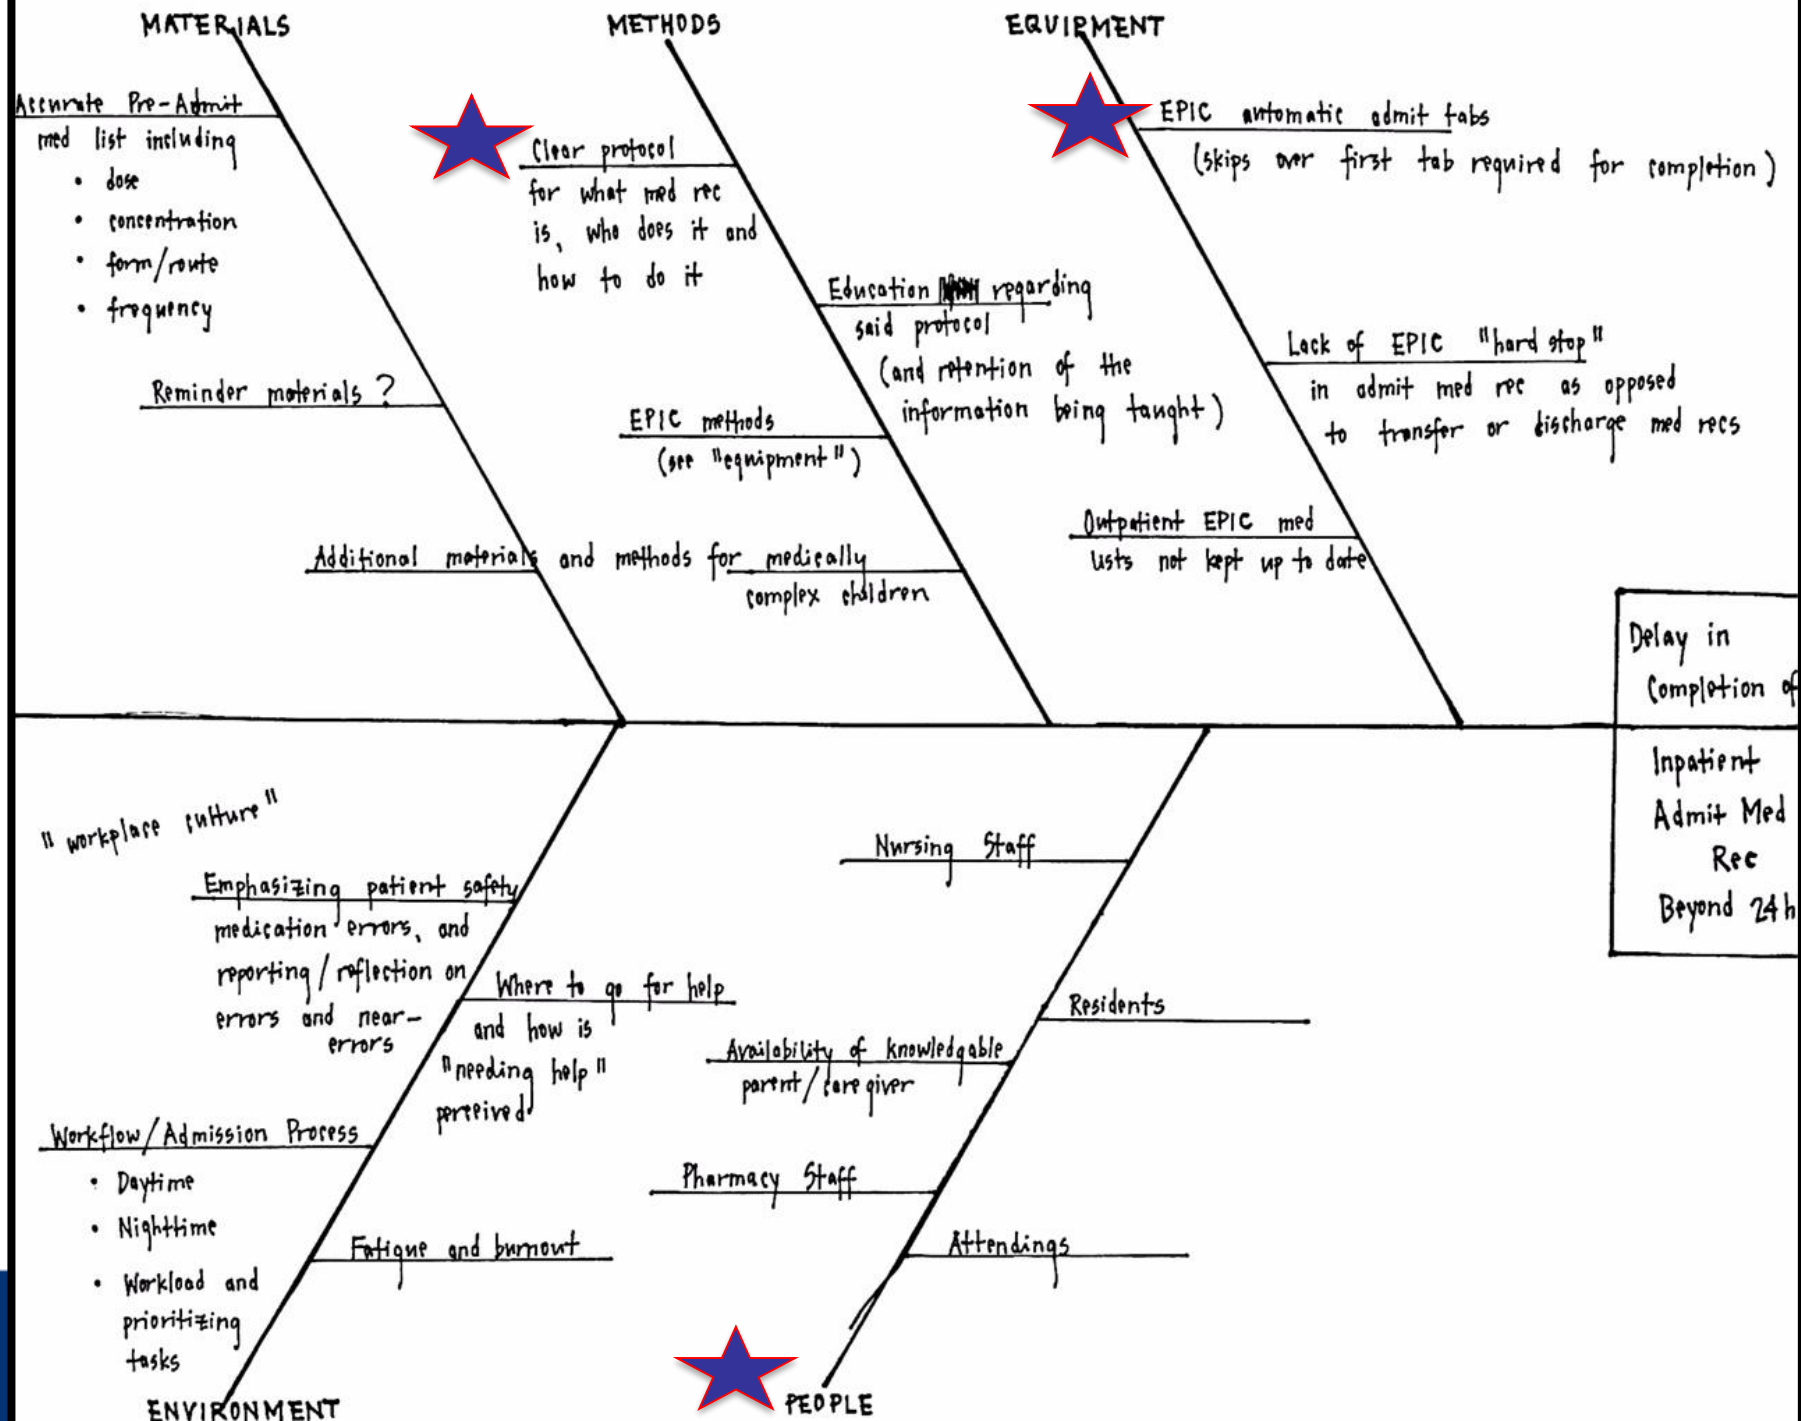 MATERIALS
Accurate Pre-Admit
med list including
• dose
• concentration
• form/route
• frequency
Reminder materials ?
Additional materials and methods for medically
complex children
METHODS
Clear protocol
for what med rec
is, who does it and
how to do it
Education regarding
said protocol
(and retention of the
information being taught)
EPIC methods
(see "equipment")
EQUIPMENT
EPIC automatic admit tabs
(skips over first tab required for completion)
Lack of EPIC "hard stop"
in admit med rec as opposed
to transfer or discharge med recs
Outpatient EPIC med
lists not kept up to date
Delay in
Completion of
Inpatient
Admit Med
Rec
Beyond 24h
"workplace culture"
Emphasizing patient safety
medication errors, and
reporting/reflection on
errors and near-
errors
Where to go for help
and how is
"needing help"
perceived
Workflow/Admission Process
• Daytime
• Nighttime
• Workload and
prioritizing
tasks
Fatigue and burnout
ENVIRONMENT
Nursing Staff
Residents
Availability of knowledgable
parent/caregiver
Pharmacy Staff
Attendings
PEOPLE